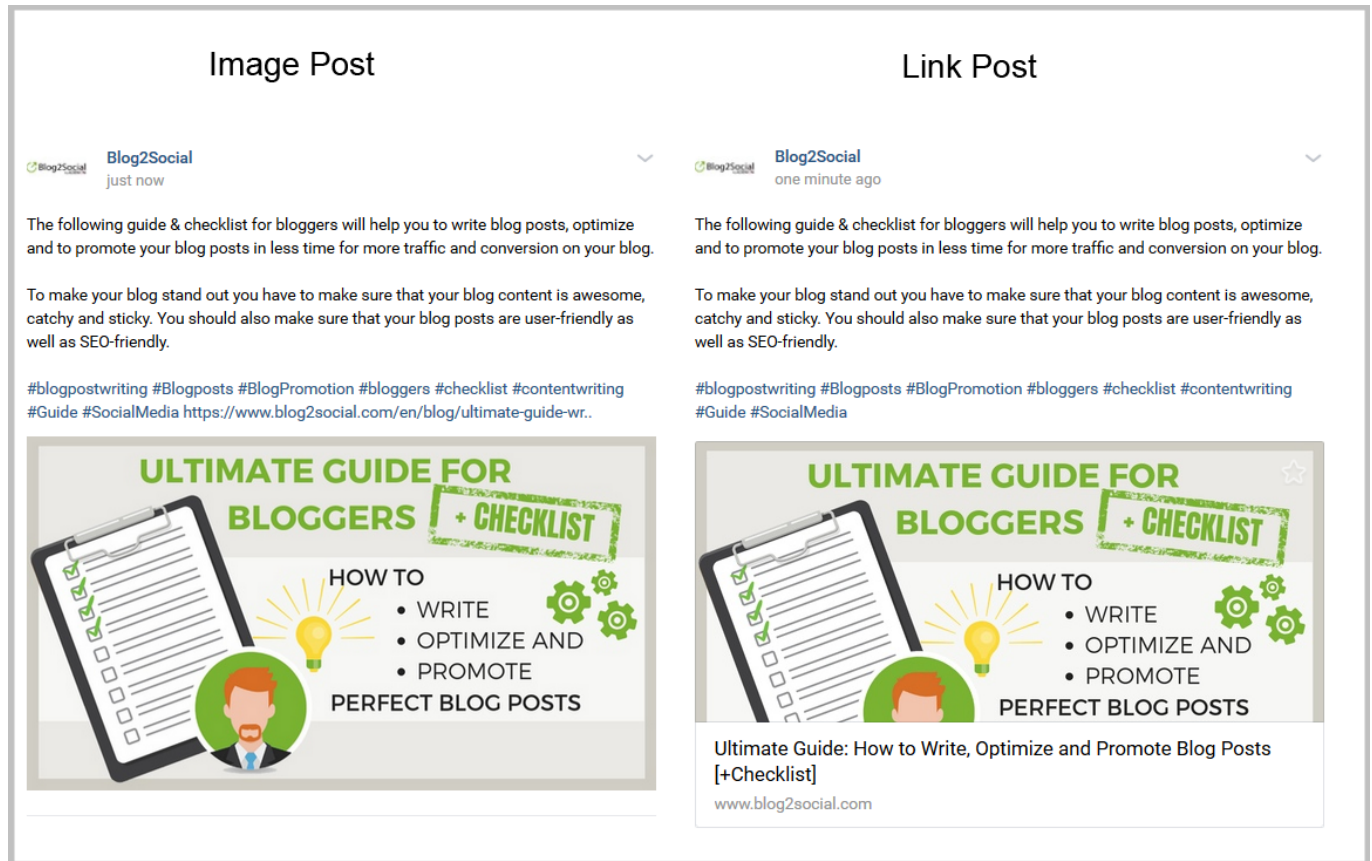 Image Post
Blog2Social
Blog2Social
just now
The following guide & checklist for bloggers will help you to write blog posts, optimize
and to promote your blog posts in less time for more traffic and conversion on your blog.
To make your blog stand out you have to make sure that your blog content is awesome,
catchy and sticky. You should also make sure that your blog posts are user-friendly as
well as SEO-friendly.
#blogpostwriting #Blogposts #BlogPromotion #bloggers #checklist #contentwriting
#Guide #SocialMedia https://www.blog2social.com/en/blog/ultimate-guide-wr..
ULTIMATE GUIDE FOR
BLOGGERS
+ CHECKLIST
HOW TO
• WRITE
• OPTIMIZE AND
• PROMOTE
PERFECT BLOG POSTS
Link Post
Blog2Social
Blog2Social
one minute ago
The following guide & checklist for bloggers will help you to write blog posts, optimize
and to promote your blog posts in less time for more traffic and conversion on your blog.
To make your blog stand out you have to make sure that your blog content is awesome,
catchy and sticky. You should also make sure that your blog posts are user-friendly as
well as SEO-friendly.
#blogpostwriting #Blogposts #BlogPromotion #bloggers #checklist #contentwriting
#Guide #SocialMedia
ULTIMATE GUIDE FOR
BLOGGERS
+ CHECKLIST
HOW TO
• WRITE
• OPTIMIZE AND
• PROMOTE
PERFECT BLOG POSTS
Ultimate Guide: How to Write, Optimize and Promote Blog Posts
[+Checklist]
www.blog2social.com